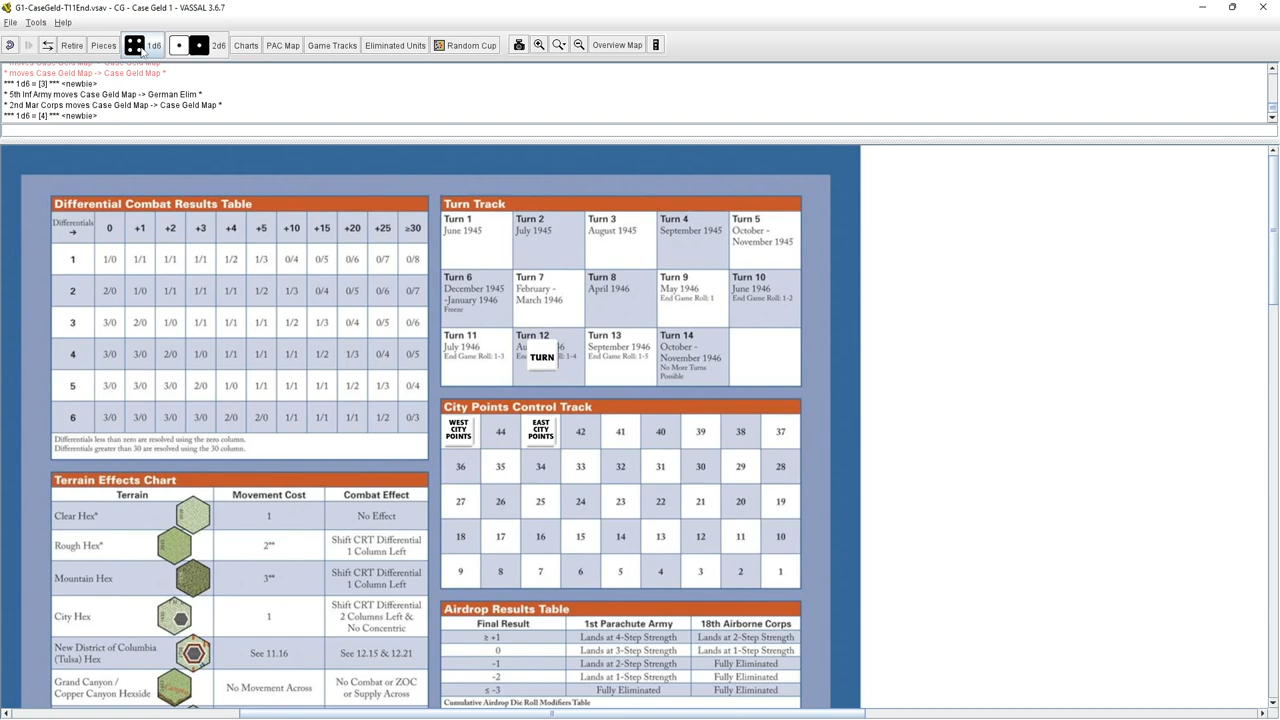 G1-CaseGeld-T11End.vsav - CG - Case Geld 1 - VASSAL 3.6.7
File Tools Help
Retire Pieces 1d6 2d6 Charts PAC Map Game Tracks Eliminated Units Random Cup Overview Map
* moves Case Geld Map -> Case Geld Map *
*** 1d6 = [3] *** <newbie>
* 5th Inf Army moves Case Geld Map -> German Elim *
* 2nd Mar Corps moves Case Geld Map -> Case Geld Map *
*** 1d6 = [4] *** <newbie>
Differential Combat Results Table
Differentials → 0 +1 +2 +3 +4 +5 +10 +15 +20 +25 ≥30
1 1/0 1/1 1/1 1/1 1/2 1/3 0/4 0/5 0/6 0/7 0/8
2 2/0 1/0 1/1 1/1 1/1 1/2 1/3 0/4 0/5 0/6 0/7
3 3/0 2/0 1/0 1/1 1/1 1/1 1/2 1/3 0/4 0/5 0/6
4 3/0 3/0 2/0 1/0 1/1 1/1 1/1 1/2 1/3 0/4 0/5
5 3/0 3/0 3/0 2/0 1/0 1/1 1/1 1/1 1/2 1/3 0/4
6 3/0 3/0 3/0 3/0 2/0 2/0 1/1 1/1 1/1 1/2 0/3
Differentials less than zero are resolved using the zero column.
Differentials greater than 30 are resolved using the 30 column.
Terrain Effects Chart
Terrain Movement Cost Combat Effect
Clear Hex* 1 No Effect
Rough Hex* 2** Shift CRT Differential
1 Column Left
Mountain Hex 3** Shift CRT Differential
1 Column Left
City Hex 1 Shift CRT Differential
2 Columns Left &
No Concentric
New District of Columbia
(Tulsa) Hex See 11.16 See 12.15 & 12.21
Grand Canyon /
Copper Canyon Hexside No Movement Across No Combat or ZOC
or Supply Across
Turn Track
Turn 1
June 1945
Turn 2
July 1945
Turn 3
August 1945
Turn 4
September 1945
Turn 5
October -
November 1945
Turn 6
December 1945
-January 1946
Freeze
Turn 7
February -
March 1946
Turn 8
April 1946
Turn 9
May 1946
End Game Roll: 1
Turn 10
June 1946
End Game Roll: 1-2
Turn 11
July 1946
End Game Roll: 1-3
Turn 12
TURN
Turn 13
September 1946
End Game Roll: 1-5
Turn 14
October -
November 1946
No More Turns
Possible
City Points Control Track
WEST CITY POINTS 44 EAST CITY POINTS 42 41 40 39 38 37
36 35 34 33 32 31 30 29 28
27 26 25 24 23 22 21 20 19
18 17 16 15 14 13 12 11 10
9 8 7 6 5 4 3 2 1
Airdrop Results Table
Final Result 1st Parachute Army 18th Airborne Corps
≥ +1 Lands at 4-Step Strength Lands at 2-Step Strength
0 Lands at 3-Step Strength Lands at 1-Step Strength
-1 Lands at 2-Step Strength Fully Eliminated
-2 Lands at 1-Step Strength Fully Eliminated
≤ -3 Fully Eliminated Fully Eliminated
Cumulative Airdrop Die Roll Modifiers Table